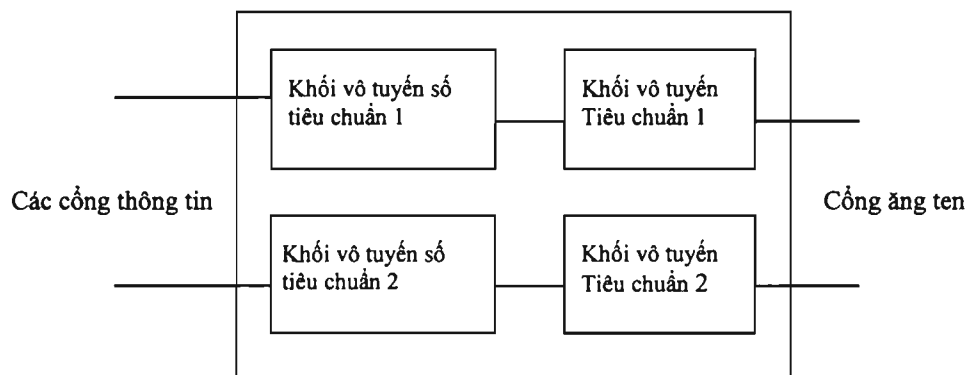 Khối vô tuyến số
tiêu chuẩn 1
Khối vô tuyến
Tiêu chuẩn 1
Các cổng thông tin
Cổng ăng ten
Khối vô tuyến số
tiêu chuẩn 2
Khối vô tuyến
Tiêu chuẩn 2